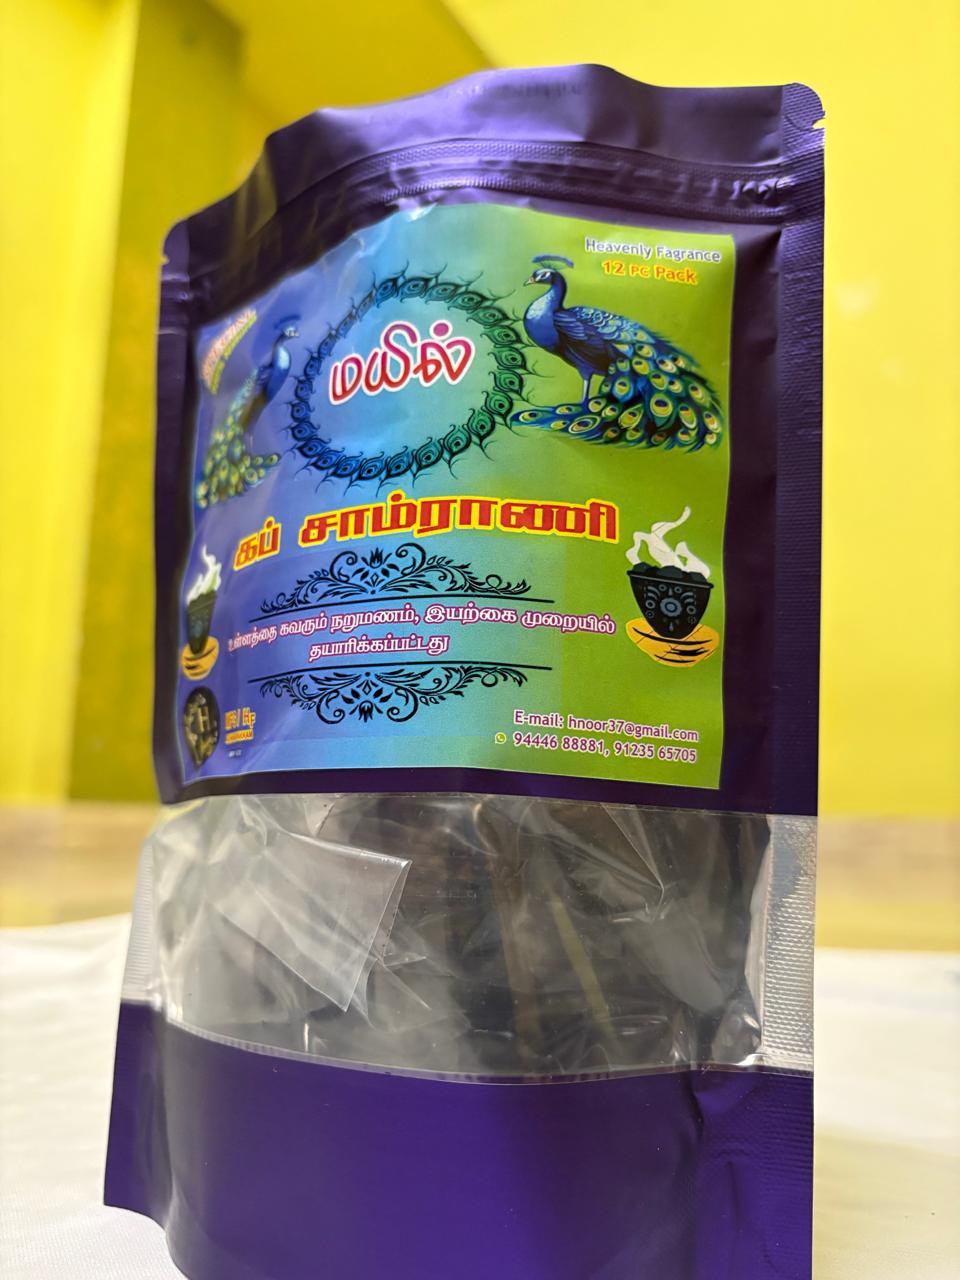 Heavenly Fagrance
12 PC Pack
மயில்
கப் சாம்ராணி
உள்ளத்தை கவரும் நறுமணம், இயற்கை முறையில்
தயாரிக்கப்பட்டது
E-mail: hnoor37@gmail.com
94446 88881, 91235 65705